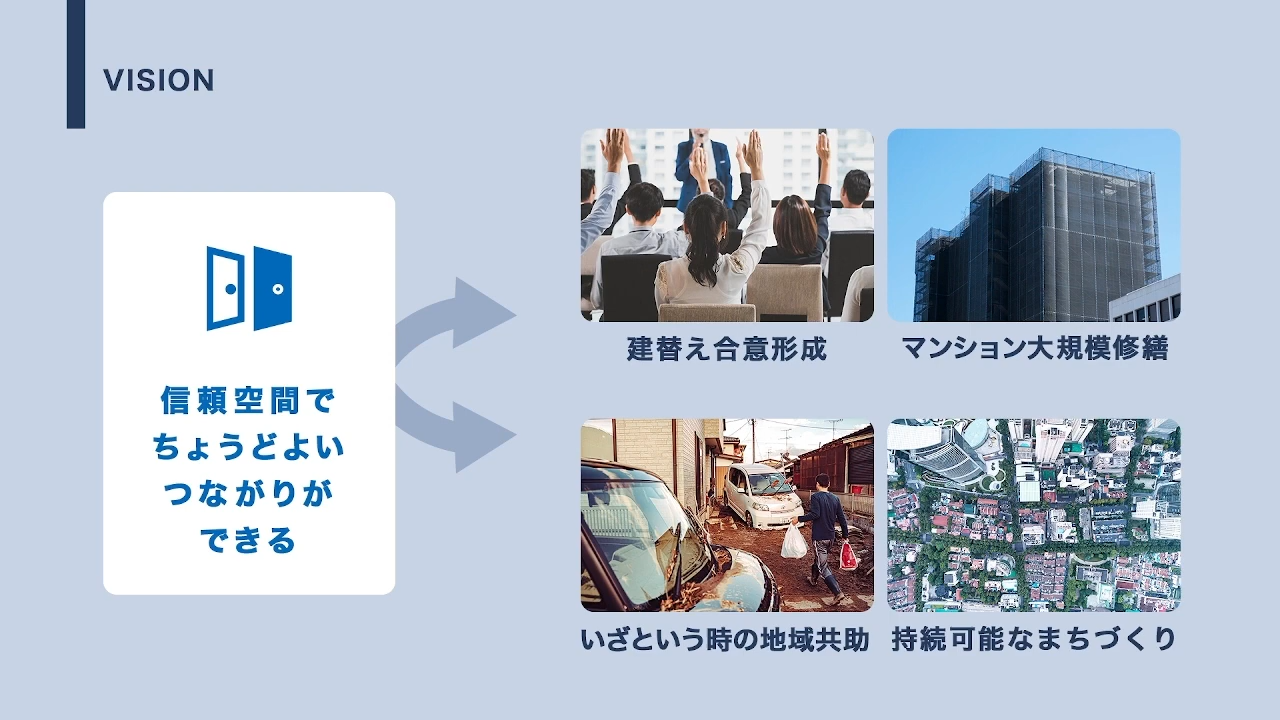 VISION
信頼空間で
ちょうどよい
つながりが
できる
建替え合意形成
マンション大規模修繕
いざという時の地域共助
持続可能なまちづくり